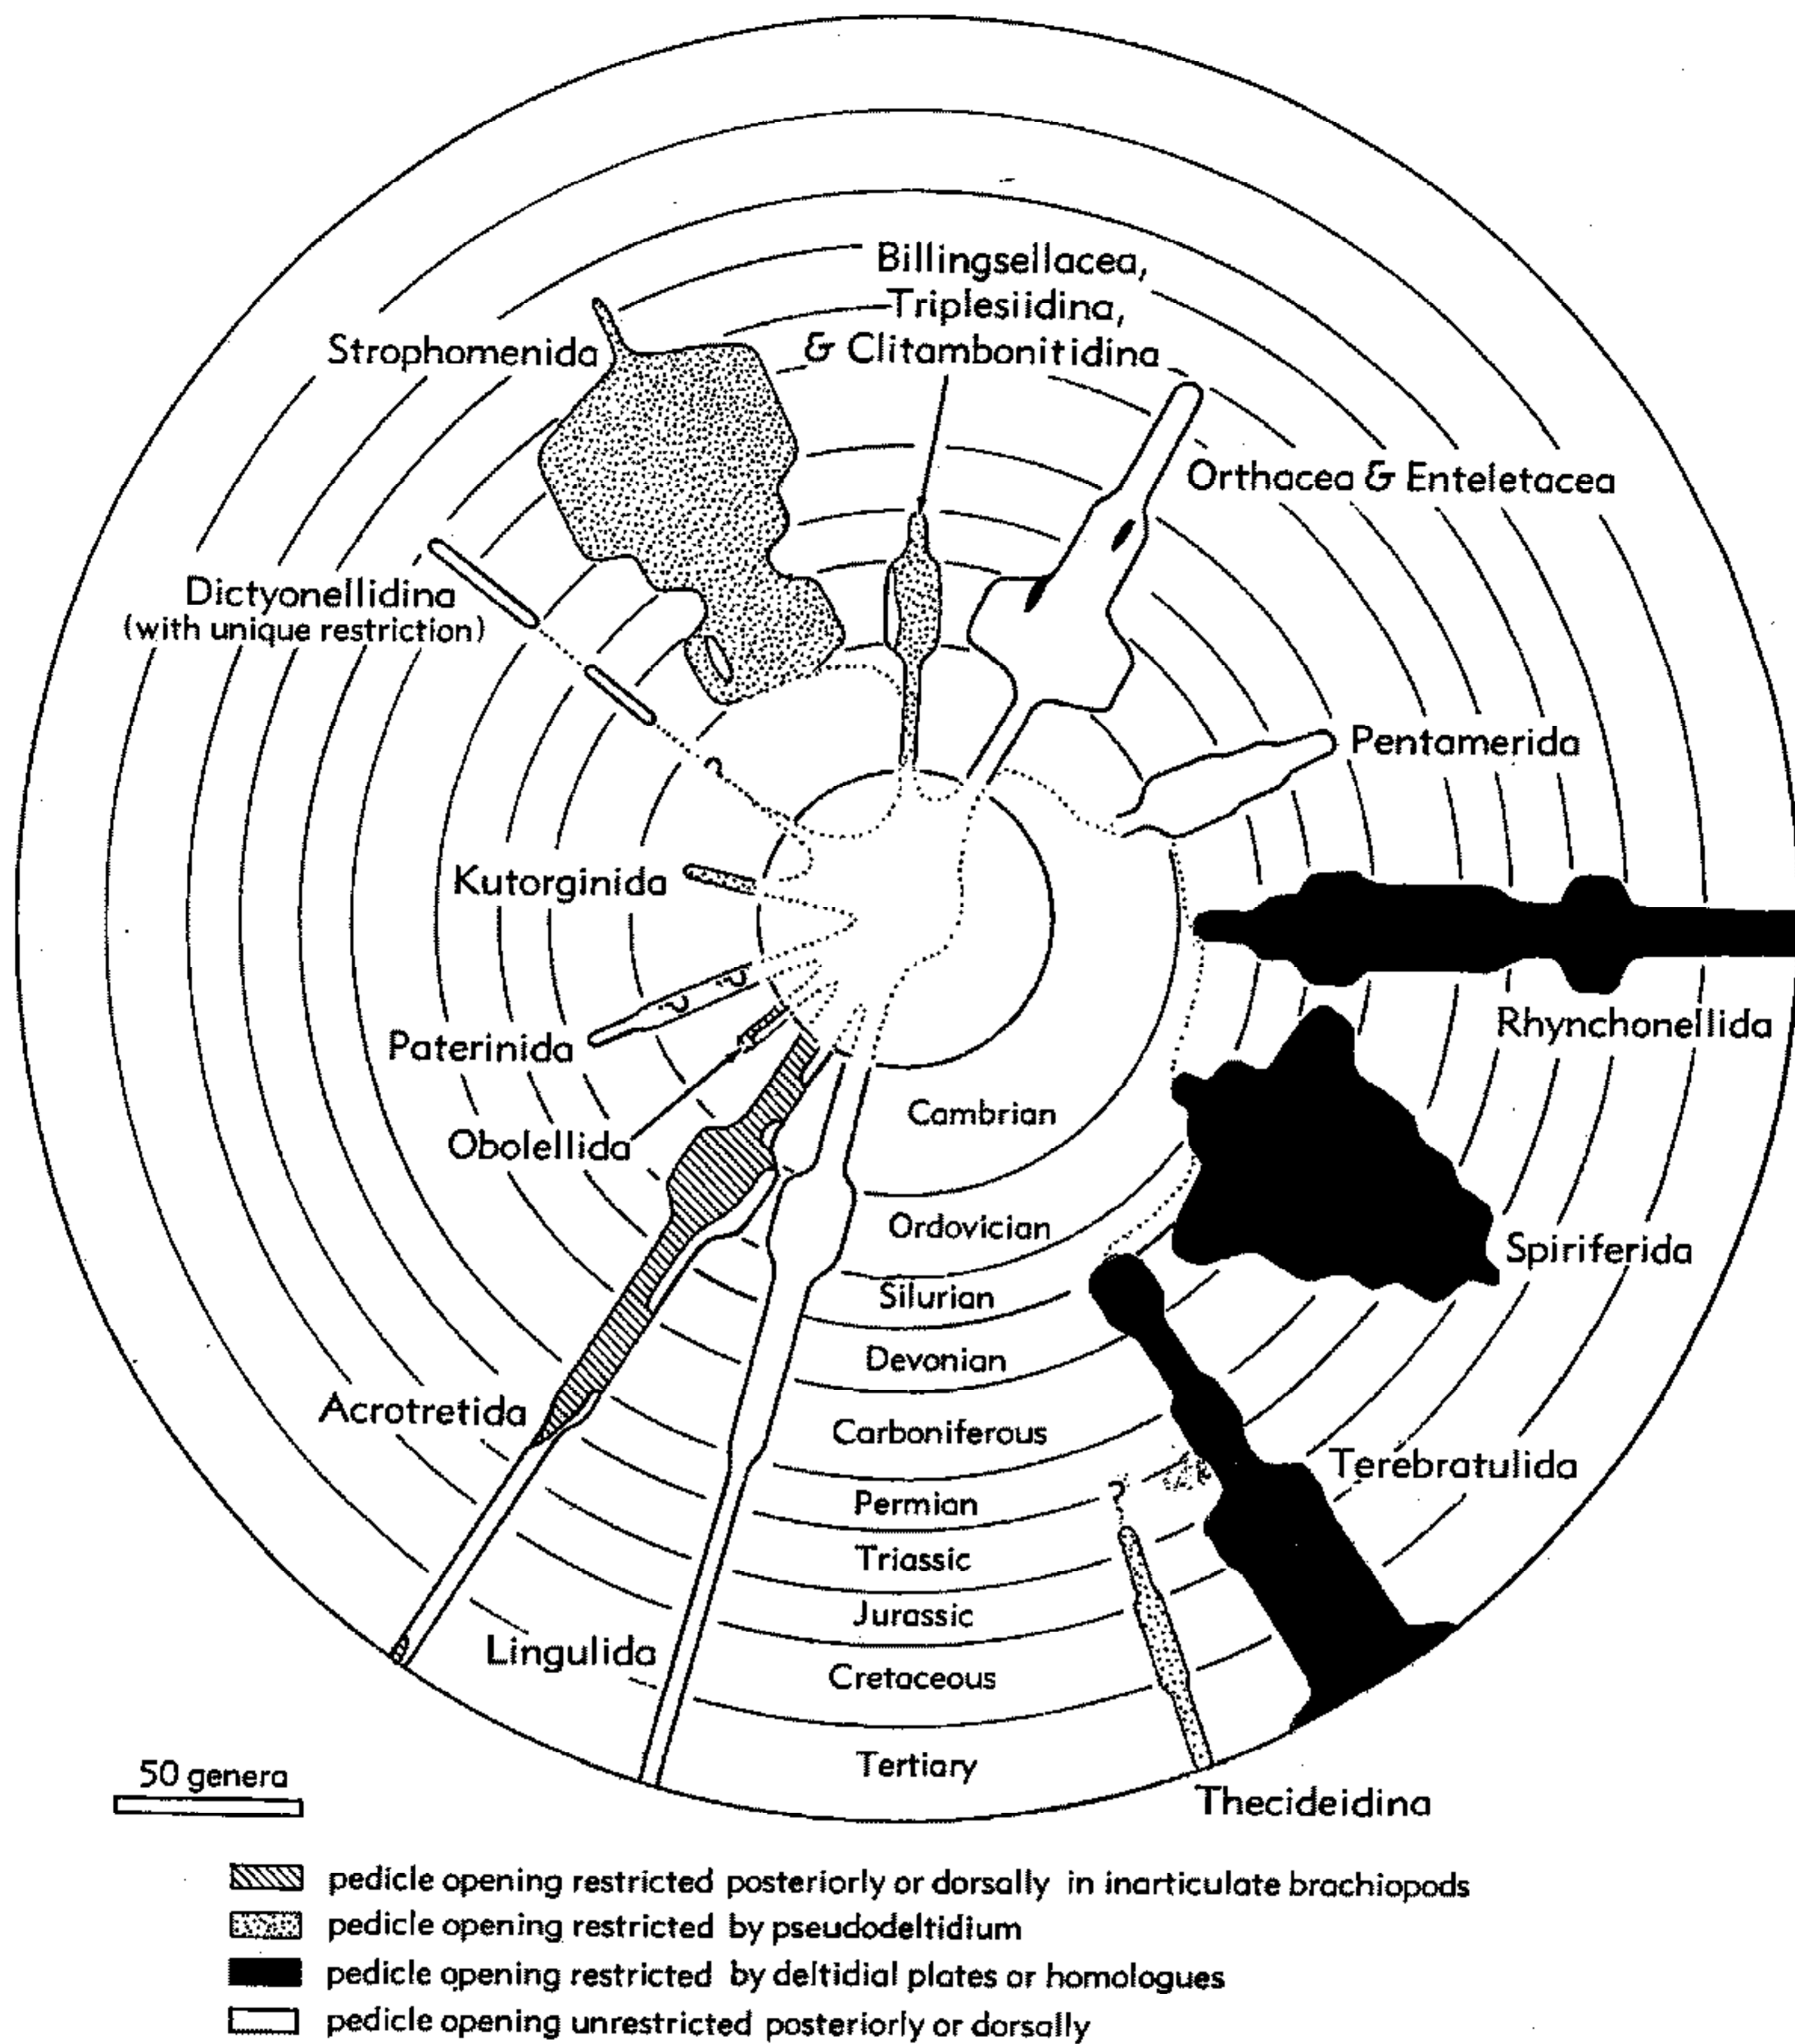 Billingsellacea,
Triplesiidina,
& Clitambonitidina
Strophomenida
Orthacea & Enteletacea
Dictyonellidina
(with unique restriction)
Pentamerida
?
Kutorginida
?
?
Paterinida
Rhynchonellida
Obolellida
Cambrian
Ordovician
Spiriferida
Silurian
Devonian
Acrotretida
Carboniferous
Terebratulida
Permian
?
Triassic
Jurassic
Lingulida
Cretaceous
Tertiary
50 genera
Thecideidina
pedicle opening restricted posteriorly or dorsally in inarticulate brachiopods
pedicle opening restricted by pseudodeltidium
pedicle opening restricted by deltidial plates or homologues
pedicle opening unrestricted posteriorly or dorsally